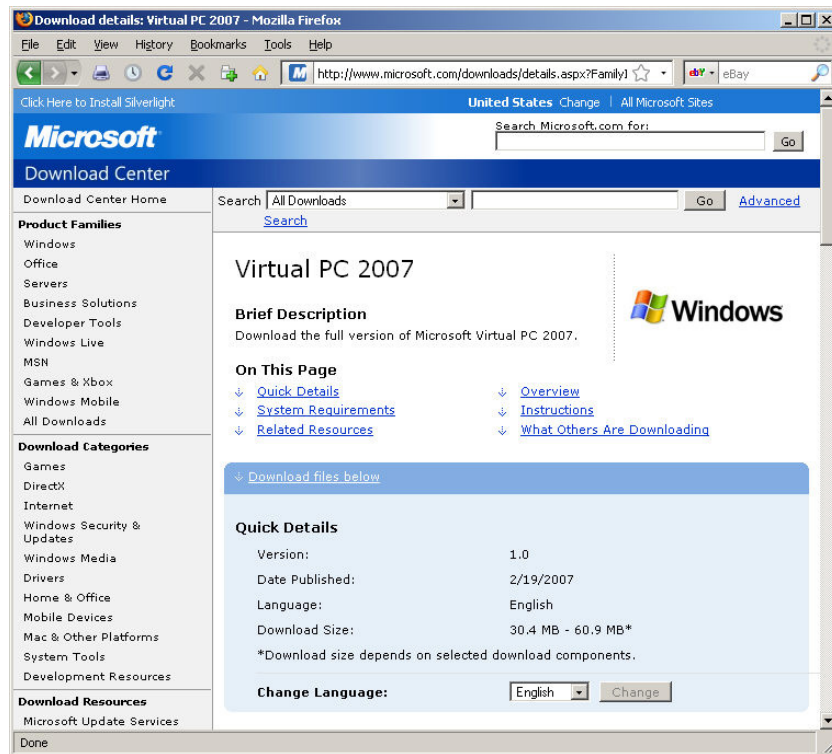 Download details: Virtual PC 2007 - Mozilla Firefox
File Edit View History Bookmarks Tools Help
http://www.microsoft.com/downloads/details.aspx?Family
eBay
Click Here to Install Silverlight
United States Change | All Microsoft Sites
Microsoft
Search Microsoft.com for:
Go
Download Center
Download Center Home
Search All Downloads Go Advanced
Search
Product Families
Windows
Office
Servers
Business Solutions
Developer Tools
Windows Live
MSN
Games & Xbox
Windows Mobile
All Downloads
Download Categories
Games
DirectX
Internet
Windows Security &
Updates
Windows Media
Drivers
Home & Office
Mobile Devices
Mac & Other Platforms
System Tools
Development Resources
Download Resources
Microsoft Update Services
Virtual PC 2007
Windows
Brief Description
Download the full version of Microsoft Virtual PC 2007.
On This Page
Quick Details
Overview
System Requirements
Instructions
Related Resources
What Others Are Downloading
Download files below
Quick Details
Version: 1.0
Date Published: 2/19/2007
Language: English
Download Size: 30.4 MB - 60.9 MB*
*Download size depends on selected download components.
Change Language: English Change
Done